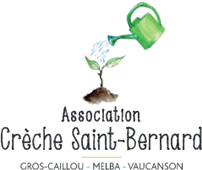 Association
Crèche Saint-Bernard
GROS-CAILLOU - MELBA - VAUCANSON